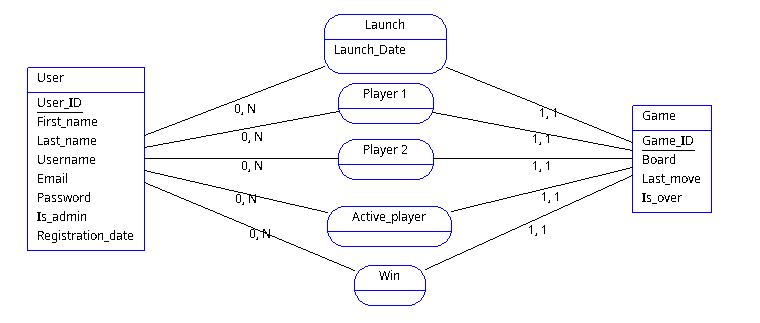 Launch
Launch_Date
User
User_ID
First_name
Last_name
Username
Email
Password
Is_admin
Registration_date
0, N
0, N
0, N
0, N
0, N
Player 1
Player 2
Active_player
Win
1, 1
1, 1
1, 1
1, 1
1, 1
Game
Game_ID
Board
Last_move
Is_over